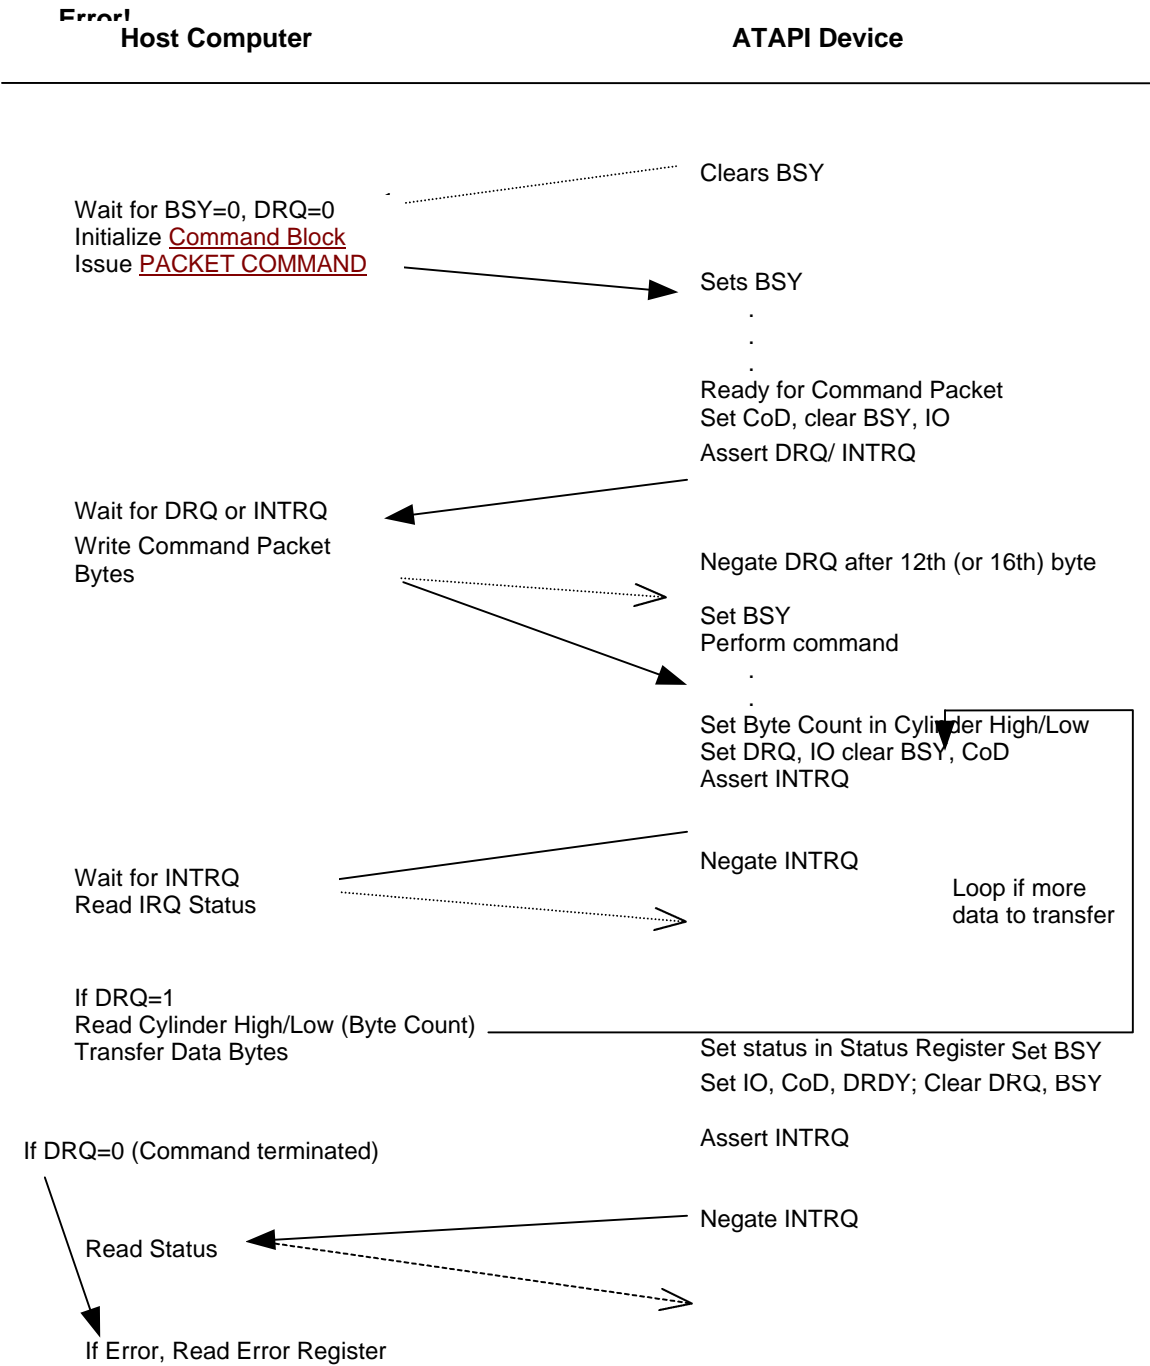 Error!
Host Computer
ATAPI Device
Clears BSY
Wait for BSY=0, DRQ=0
Initialize Command Block
Issue PACKET COMMAND
Sets BSY
.
.
.
Ready for Command Packet
Set CoD, clear BSY, IO
Assert DRQ/ INTRQ
Wait for DRQ or INTRQ
Write Command Packet
Bytes
Negate DRQ after 12th (or 16th) byte
Set BSY
Perform command
.
.
Set Byte Count in Cylinder High/Low
Set DRQ, IO clear BSY, CoD
Assert INTRQ
Negate INTRQ
Wait for INTRQ
Read IRQ Status
Loop if more
data to transfer
If DRQ=1
Read Cylinder High/Low (Byte Count)
Transfer Data Bytes
Set status in Status Register Set BSY
Set IO, CoD, DRDY; Clear DRQ, BSY
Assert INTRQ
If DRQ=0 (Command terminated)
Negate INTRQ
Read Status
If Error, Read Error Register